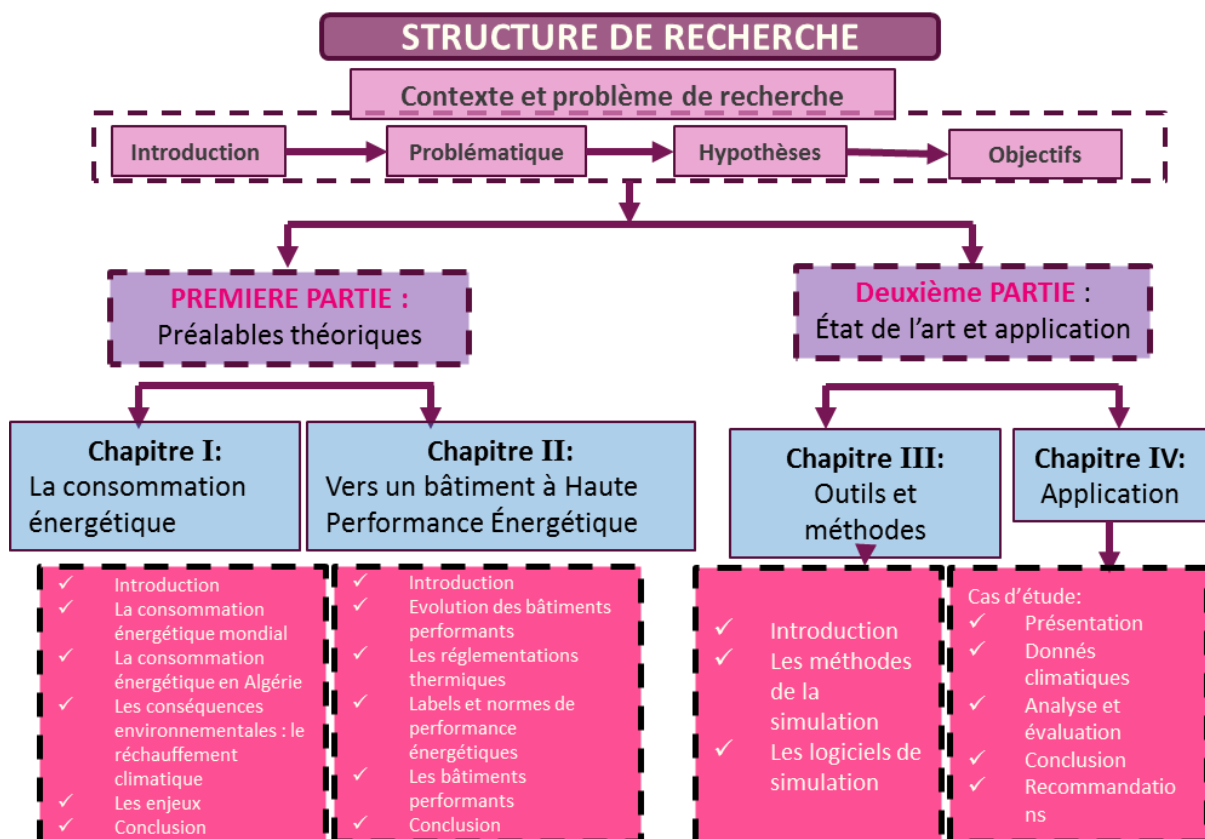 STRUCTURE DE RECHERCHE
Contexte et problème de recherche
Introduction
Problématique
Hypothèses
Objectifs
PREMIERE PARTIE :
Préalables théoriques
Deuxième PARTIE :
État de l’art et application
Chapitre I:
La consommation
énergétique
Chapitre II:
Vers un bâtiment à Haute
Performance Énergétique
Chapitre III:
Outils et
méthodes
Chapitre IV:
Application
✓ Introduction
✓ La consommation
énergétique mondial
✓ La consommation
énergétique en Algérie
✓ Les conséquences
environnementales : le
réchauffement
climatique
✓ Les enjeux
✓ Conclusion
✓ Introduction
✓ Evolution des bâtiments
performants
✓ Les réglementations
thermiques
✓ Labels et normes de
performance
énergétiques
✓ Les bâtiments
performants
✓ Conclusion
✓ Introduction
✓ Les méthodes
de la
simulation
✓ Les logiciels de
simulation
Cas d’étude:
✓ Présentation
✓ Donnés
climatiques
✓ Analyse et
évaluation
✓ Conclusion
✓ Recommandatio
ns